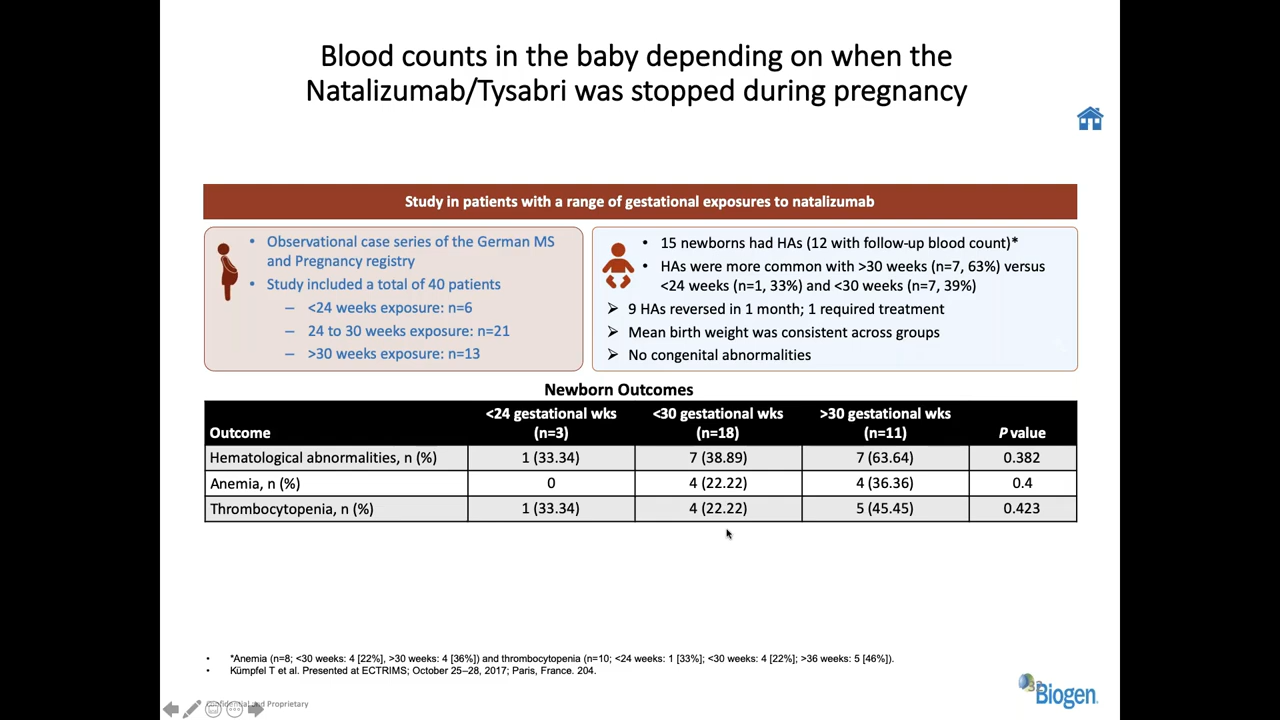 Blood counts in the baby depending on when the
Natalizumab/Tysabri was stopped during pregnancy
Study in patients with a range of gestational exposures to natalizumab
• Observational case series of the German MS
and Pregnancy registry
• Study included a total of 40 patients
– <24 weeks exposure: n=6
– 24 to 30 weeks exposure: n=21
– >30 weeks exposure: n=13
• 15 newborns had HAs (12 with follow-up blood count)*
• HAs were more common with >30 weeks (n=7, 63%) versus
<24 weeks (n=1, 33%) and <30 weeks (n=7, 39%)
➢ 9 HAs reversed in 1 month; 1 required treatment
➢ Mean birth weight was consistent across groups
➢ No congenital abnormalities
Newborn Outcomes
Outcome <24 gestational wks (n=3) <30 gestational wks (n=18) >30 gestational wks (n=11) P value
Hematological abnormalities, n (%) 1 (33.34) 7 (38.89) 7 (63.64) 0.382
Anemia, n (%) 0 4 (22.22) 4 (36.36) 0.4
Thrombocytopenia, n (%) 1 (33.34) 4 (22.22) 5 (45.45) 0.423
• *Anemia (n=8; <30 weeks: 4 [22%], >30 weeks: 4 [36%]) and thrombocytopenia (n=10; <24 weeks: 1 [33%]; <30 weeks: 4 [22%]; >36 weeks: 5 [46%]).
• Kümpfel T et al. Presented at ECTRIMS; October 25–28, 2017; Paris, France. 204.
Confidential and Proprietary
Biogen